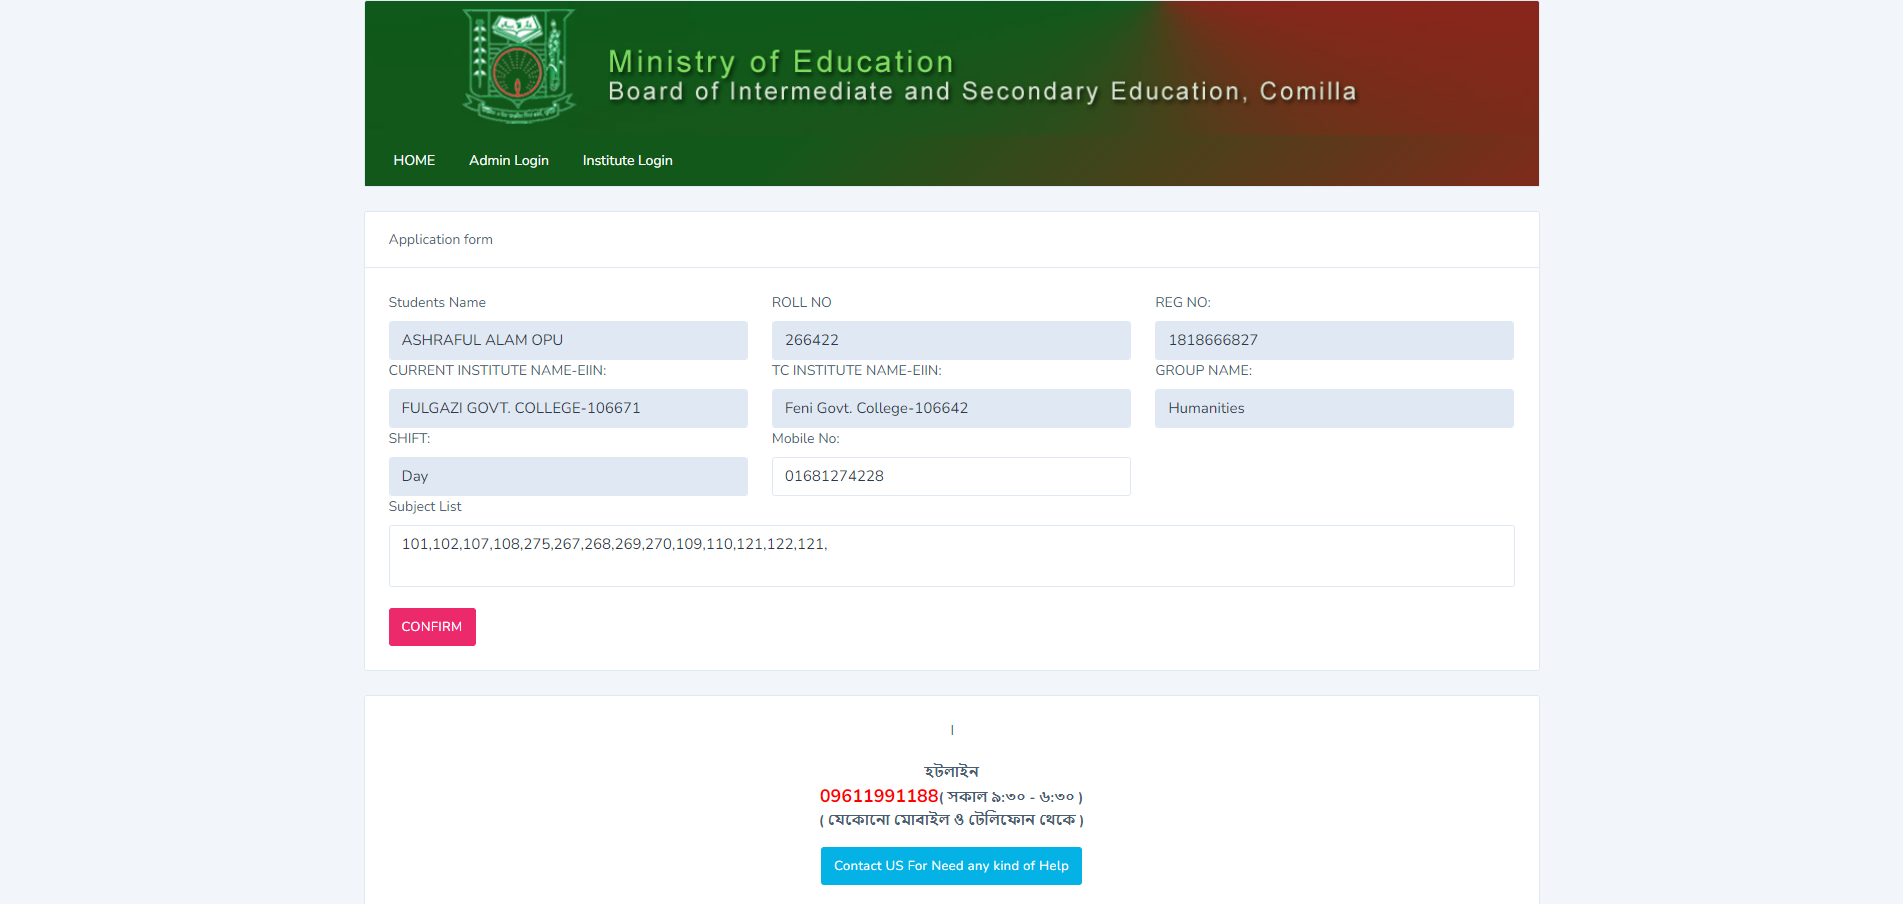 Ministry of Education
Board of Intermediate and Secondary Education, Comilla
HOME Admin Login Institute Login
Application form
Students Name ROLL NO REG NO:
ASHRAFUL ALAM OPU 266422 1818666827
CURRENT INSTITUTE NAME-EIIN: TC INSTITUTE NAME-EIIN: GROUP NAME:
FULGAZI GOVT. COLLEGE-106671 Feni Govt. College-106642 Humanities
SHIFT: Mobile No:
Day 01681274228
Subject List
101,102,107,108,275,267,268,269,270,109,110,121,122,121,
CONFIRM
|
হটলাইন
09611991188( সকাল ৯:৩০ - ৬:৩০ )
( যেকোনো মোবাইল ও টেলিফোন থেকে )
Contact US For Need any kind of Help